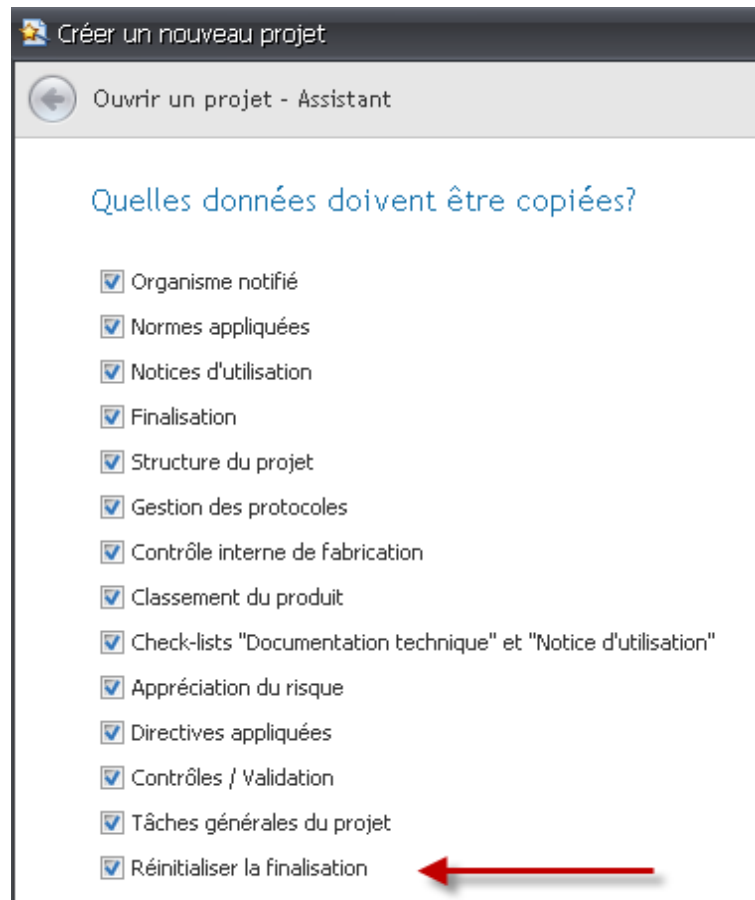 Créer un nouveau projet
Ouvrir un projet - Assistant
Quelles données doivent être copiées?
Organisme notifié
Normes appliquées
Notices d'utilisation
Finalisation
Structure du projet
Gestion des protocoles
Contrôle interne de fabrication
Classement du produit
Check-lists "Documentation technique" et "Notice d'utilisation"
Appréciation du risque
Directives appliquées
Contrôles / Validation
Tâches générales du projet
Réinitialiser la finalisation